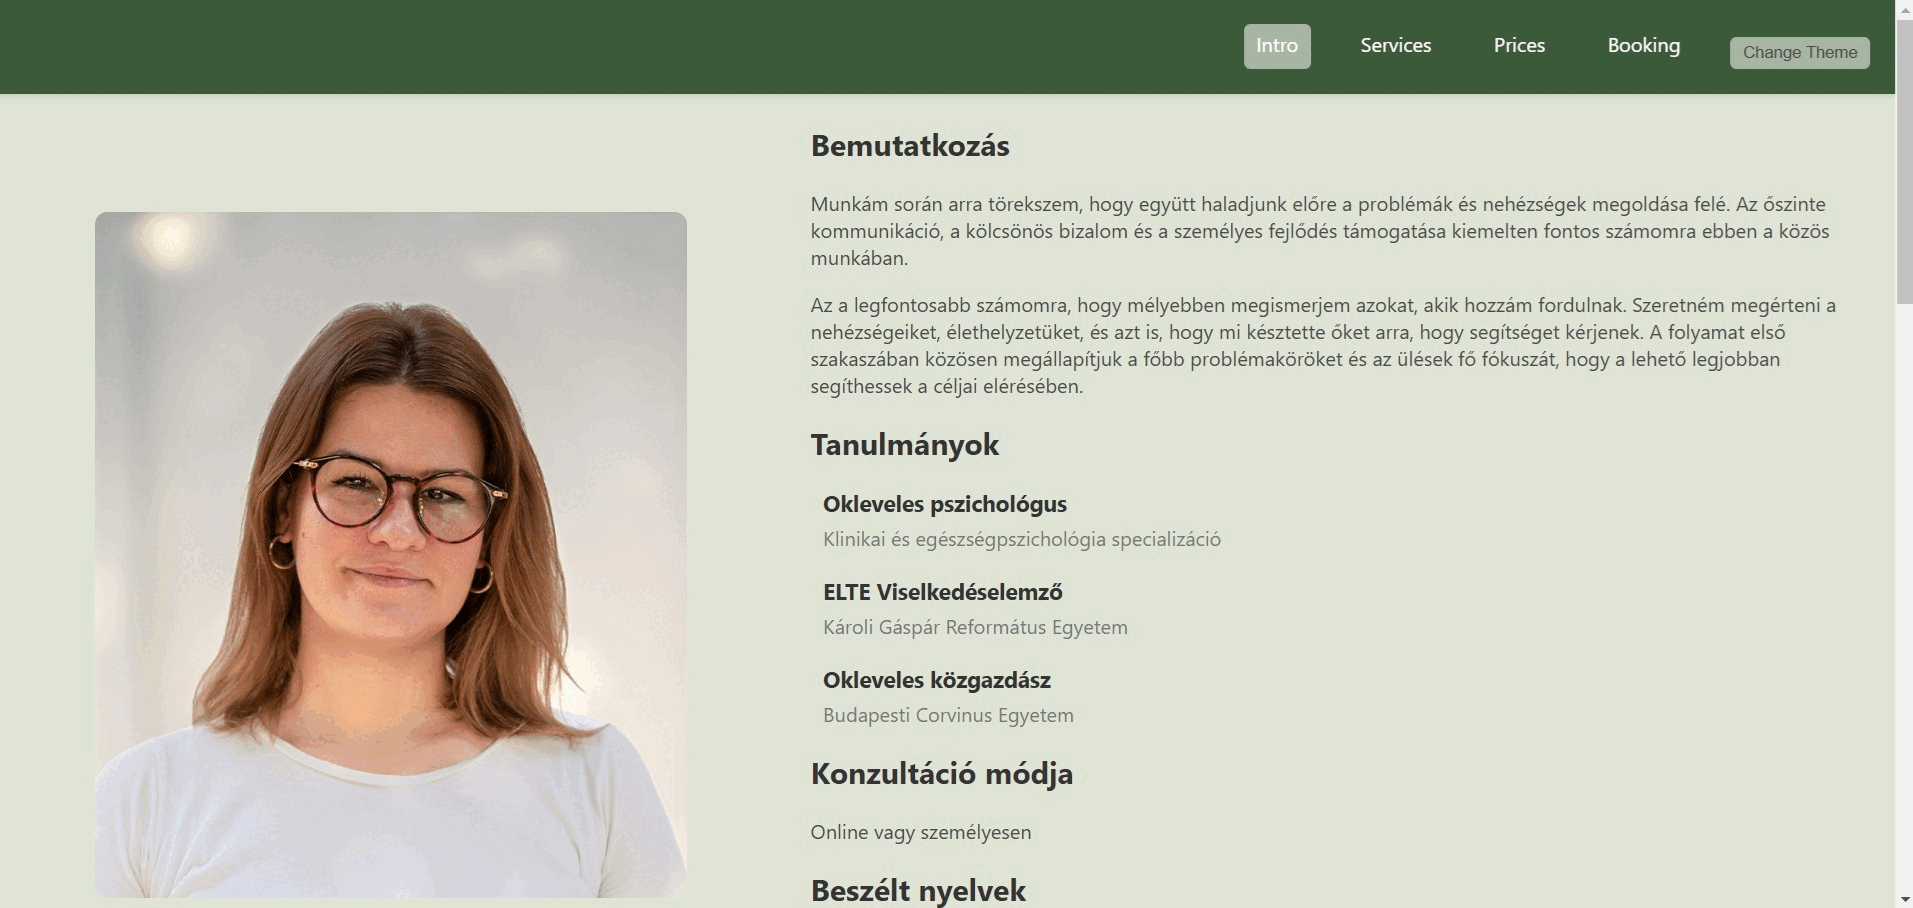 Intro
Services
Prices
Booking
Change Theme
Bemutatkozás
Munkám során arra törekszem, hogy együtt haladjunk előre a problémák és nehézségek megoldása felé. Az őszinte
kommunikáció, a kölcsönös bizalom és a személyes fejlődés támogatása kiemelten fontos számomra ebben a közös
munkában.
Az a legfontosabb számomra, hogy mélyebben megismerjem azokat, akik hozzám fordulnak. Szeretném megérteni a
nehézségeiket, élethelyzetüket, és azt is, hogy mi késztette őket arra, hogy segítséget kérjenek. A folyamat első
szakaszában közösen megállapítjuk a főbb problémaköröket és az ülések fő fókuszát, hogy a lehető legjobban
segíthessek a céljai elérésében.
Tanulmányok
Okleveles pszichológus
Klinikai és egészségpszichológia specializáció
ELTE Viselkedéselemző
Károli Gáspár Református Egyetem
Okleveles közgazdász
Budapesti Corvinus Egyetem
Konzultáció módja
Online vagy személyesen
Beszélt nyelvek